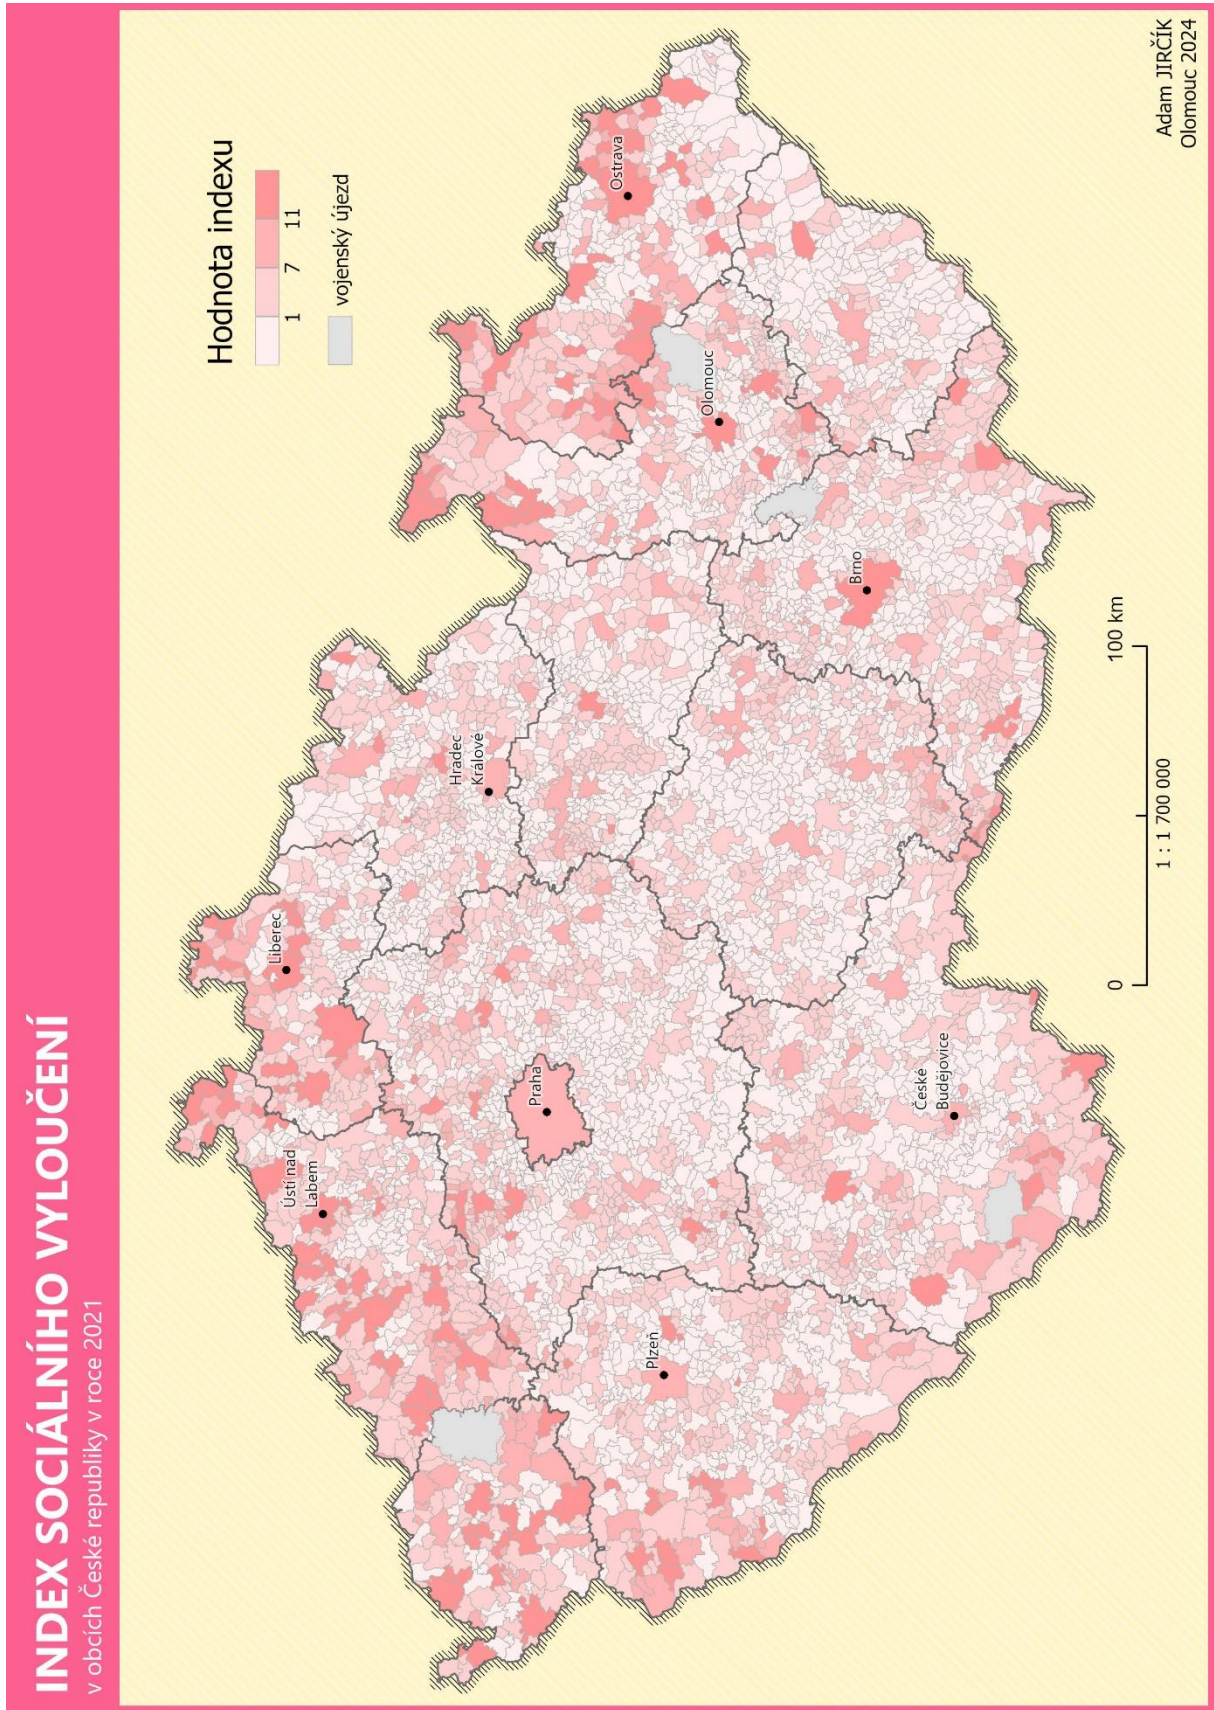 INDEX SOCIÁLNÍHO VYLOUČENÍ
v obcích České republiky v roce 2021
Hodnota indexu
1 7 11
vojenský újezd
Liberec
Ústí nad
Labem
Hradec
Králové
Praha
Ostrava
Plzeň
Olomouc
Brno
České
Budějovice
0 100 km
1 : 1 700 000
Adam JIRČÍK
Olomouc 2024